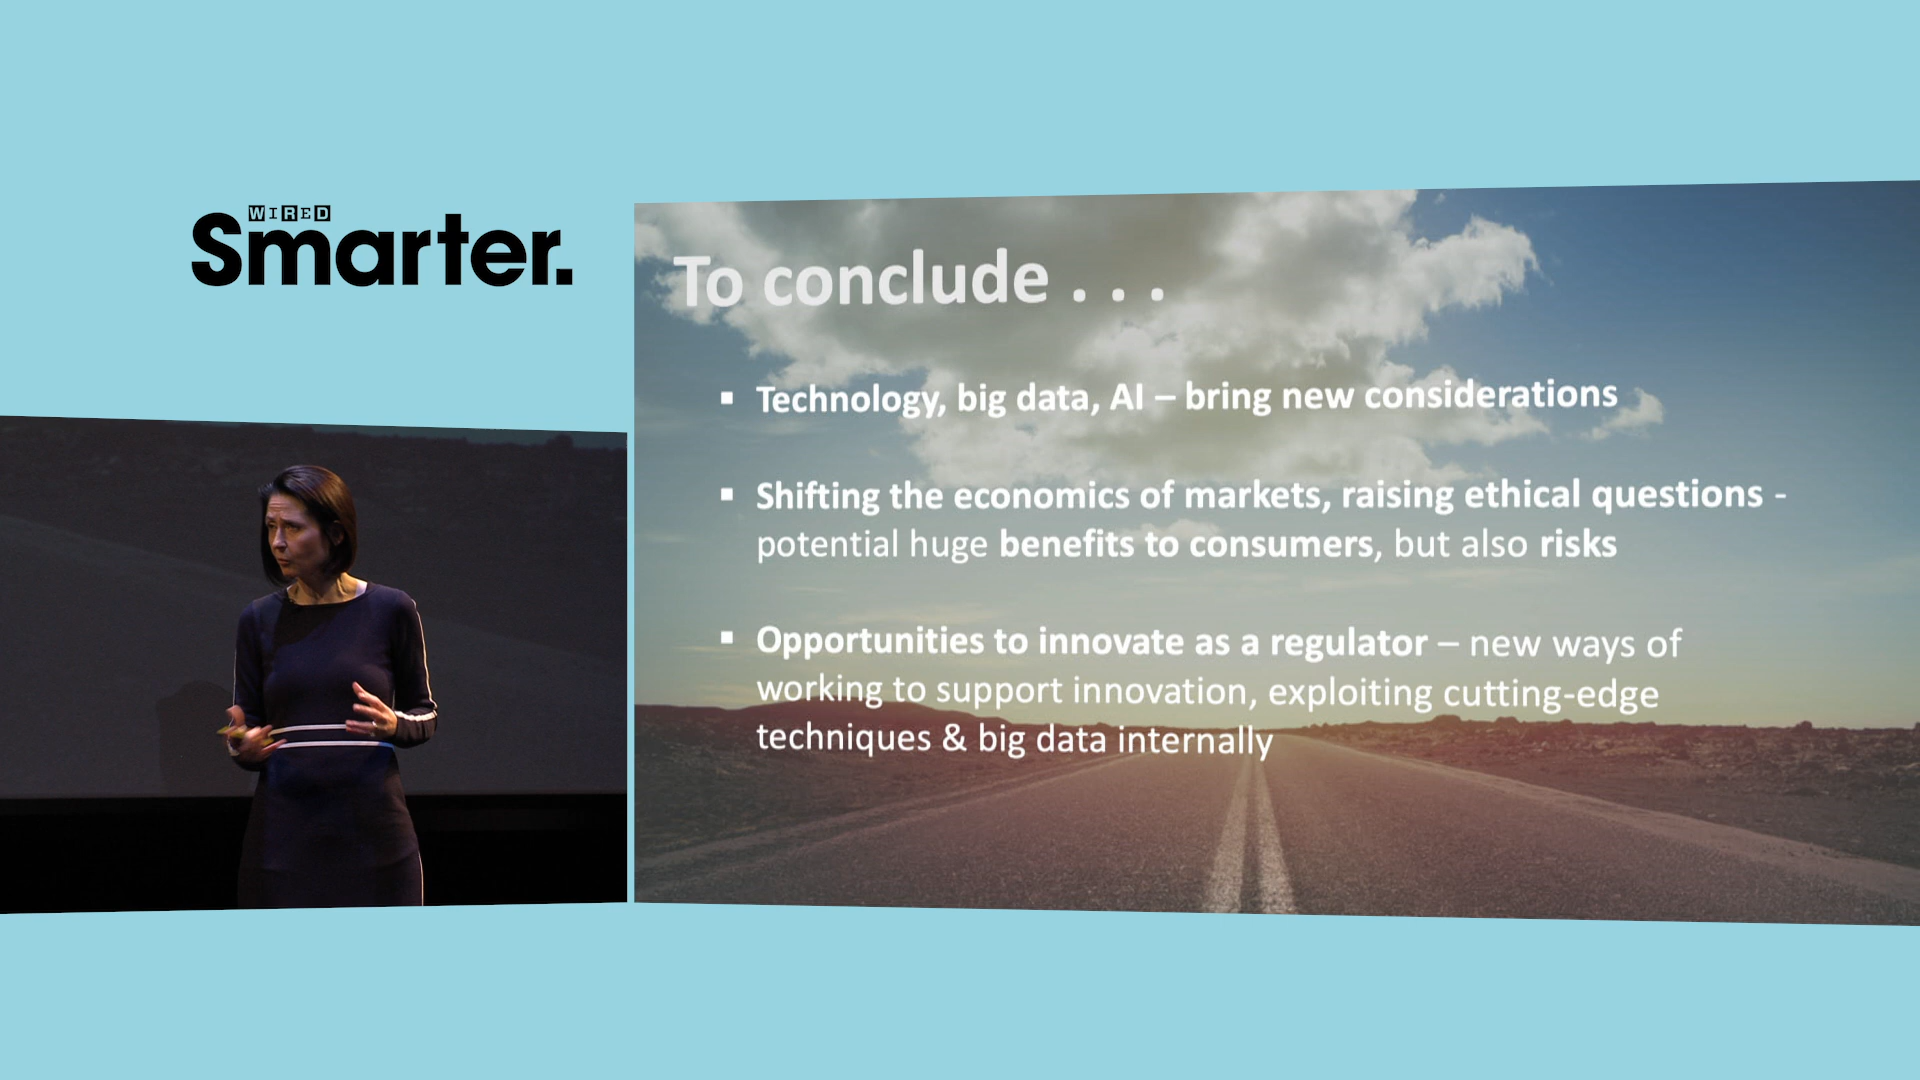 WIRED
Smarter.
To conclude . . .
▪ Technology, big data, AI – bring new considerations
▪ Shifting the economics of markets, raising ethical questions -
potential huge benefits to consumers, but also risks
▪ Opportunities to innovate as a regulator – new ways of
working to support innovation, exploiting cutting-edge
techniques & big data internally